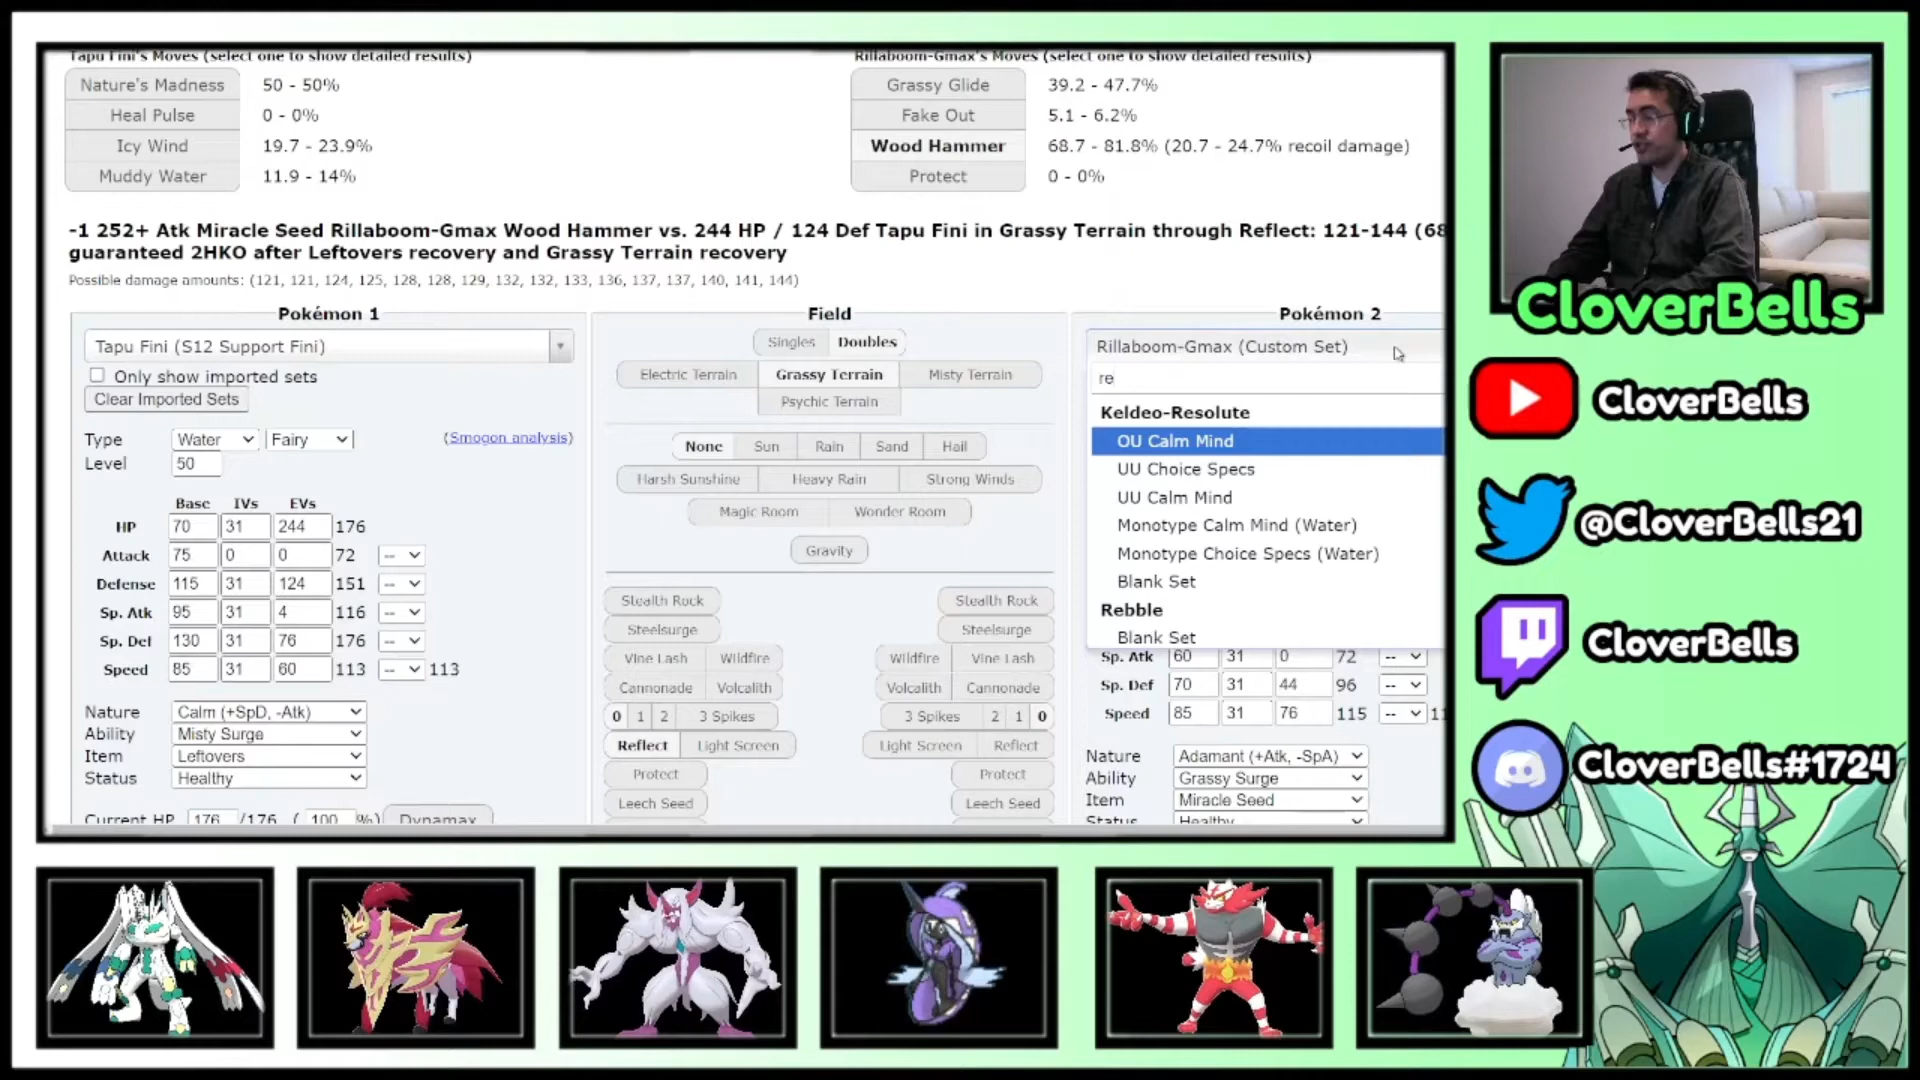 Tapu Fini's Moves (select one to show detailed results)
Nature's Madness 50 - 50%
Heal Pulse 0 - 0%
Icy Wind 19.7 - 23.9%
Muddy Water 11.9 - 14%
Rillaboom-Gmax's Moves (select one to show detailed results)
Grassy Glide 39.2 - 47.7%
Fake Out 5.1 - 6.2%
Wood Hammer 68.7 - 81.8% (20.7 - 24.7% recoil damage)
Protect 0 - 0%
-1 252+ Atk Miracle Seed Rillaboom-Gmax Wood Hammer vs. 244 HP / 124 Def Tapu Fini in Grassy Terrain through Reflect: 121-144 (68
guaranteed 2HKO after Leftovers recovery and Grassy Terrain recovery
Possible damage amounts: (121, 121, 124, 125, 128, 128, 129, 132, 132, 133, 136, 137, 137, 140, 141, 144)
Pokémon 1
Tapu Fini (S12 Support Fini)
Only show imported sets
Clear Imported Sets
Type Water Fairy (Smogon analysis)
Level 50
Base IVs EVs
HP 70 31 244 176
Attack 75 0 0 72 --
Defense 115 31 124 151 --
Sp. Atk 95 31 4 116 --
Sp. Def 130 31 76 176 --
Speed 85 31 60 113 -- 113
Nature Calm (+SpD, -Atk)
Ability Misty Surge
Item Leftovers
Status Healthy
Current HP 176 /176 ( 100 %) Dynamax
Field
Singles Doubles
Electric Terrain Grassy Terrain Misty Terrain
Psychic Terrain
None Sun Rain Sand Hail
Harsh Sunshine Heavy Rain Strong Winds
Magic Room Wonder Room
Gravity
Stealth Rock Stealth Rock
Steelsurge Steelsurge
Vine Lash Wildfire Wildfire Vine Lash
Cannonade Volcalith Volcalith Cannonade
0 1 2 3 Spikes 3 Spikes 2 1 0
Reflect Light Screen Light Screen Reflect
Protect Protect
Leech Seed Leech Seed
Pokémon 2
Rillaboom-Gmax (Custom Set)
re
Keldeo-Resolute
OU Calm Mind
UU Choice Specs
UU Calm Mind
Monotype Calm Mind (Water)
Monotype Choice Specs (Water)
Blank Set
Rebble
Blank Set
Sp. Atk 60 31 0 72 --
Sp. Def 70 31 44 96 --
Speed 85 31 76 115 -- 11
Nature Adamant (+Atk, -SpA)
Ability Grassy Surge
Item Miracle Seed
Status Healthy
CloverBells
CloverBells
@CloverBells21
CloverBells
CloverBells#1724